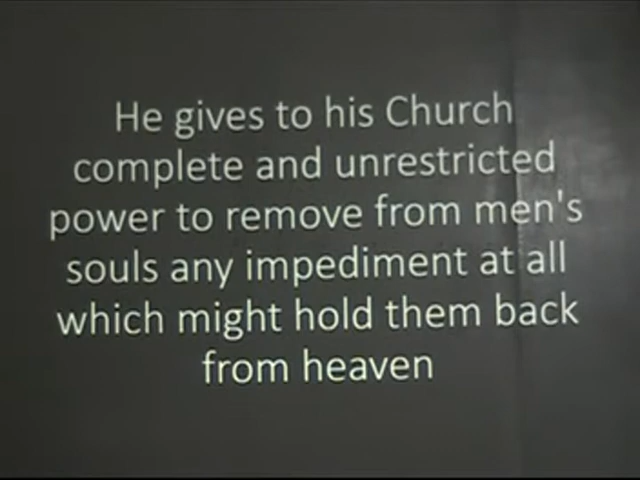 He gives to his Church
complete and unrestricted
power to remove from men's
souls any impediment at all
which might hold them back
from heaven